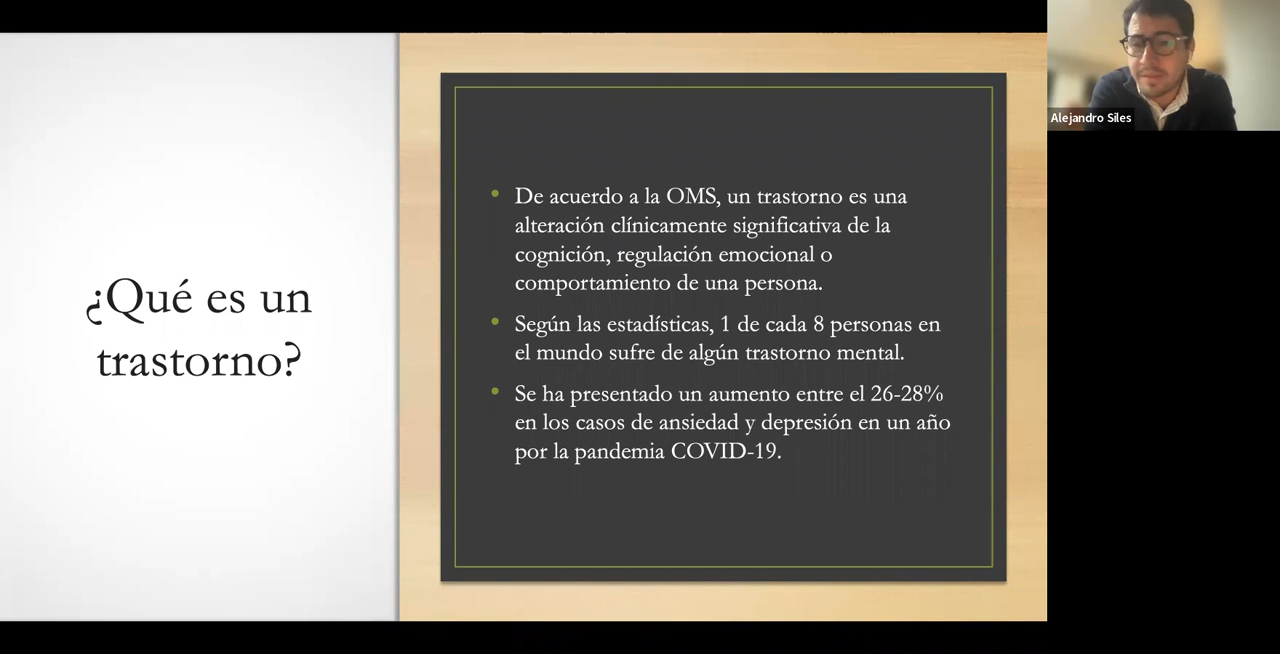 ¿Qué es un
trastorno?
De acuerdo a la OMS, un trastorno es una
alteración clínicamente significativa de la
cognición, regulación emocional o
comportamiento de una persona.
Según las estadísticas, 1 de cada 8 personas en
el mundo sufre de algún trastorno mental.
Se ha presentado un aumento entre el 26-28%
en los casos de ansiedad y depresión en un año
por la pandemia COVID-19.
Alejandro Siles